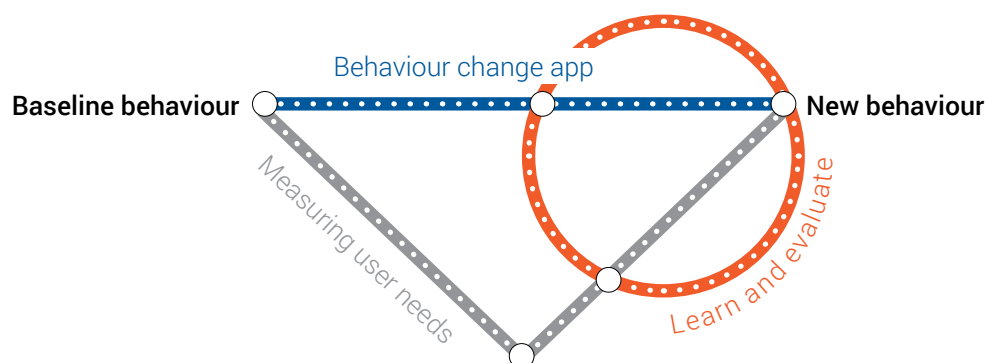 Behaviour change app
Baseline behaviour
New behaviour
Measuring user needs
Learn and evaluate